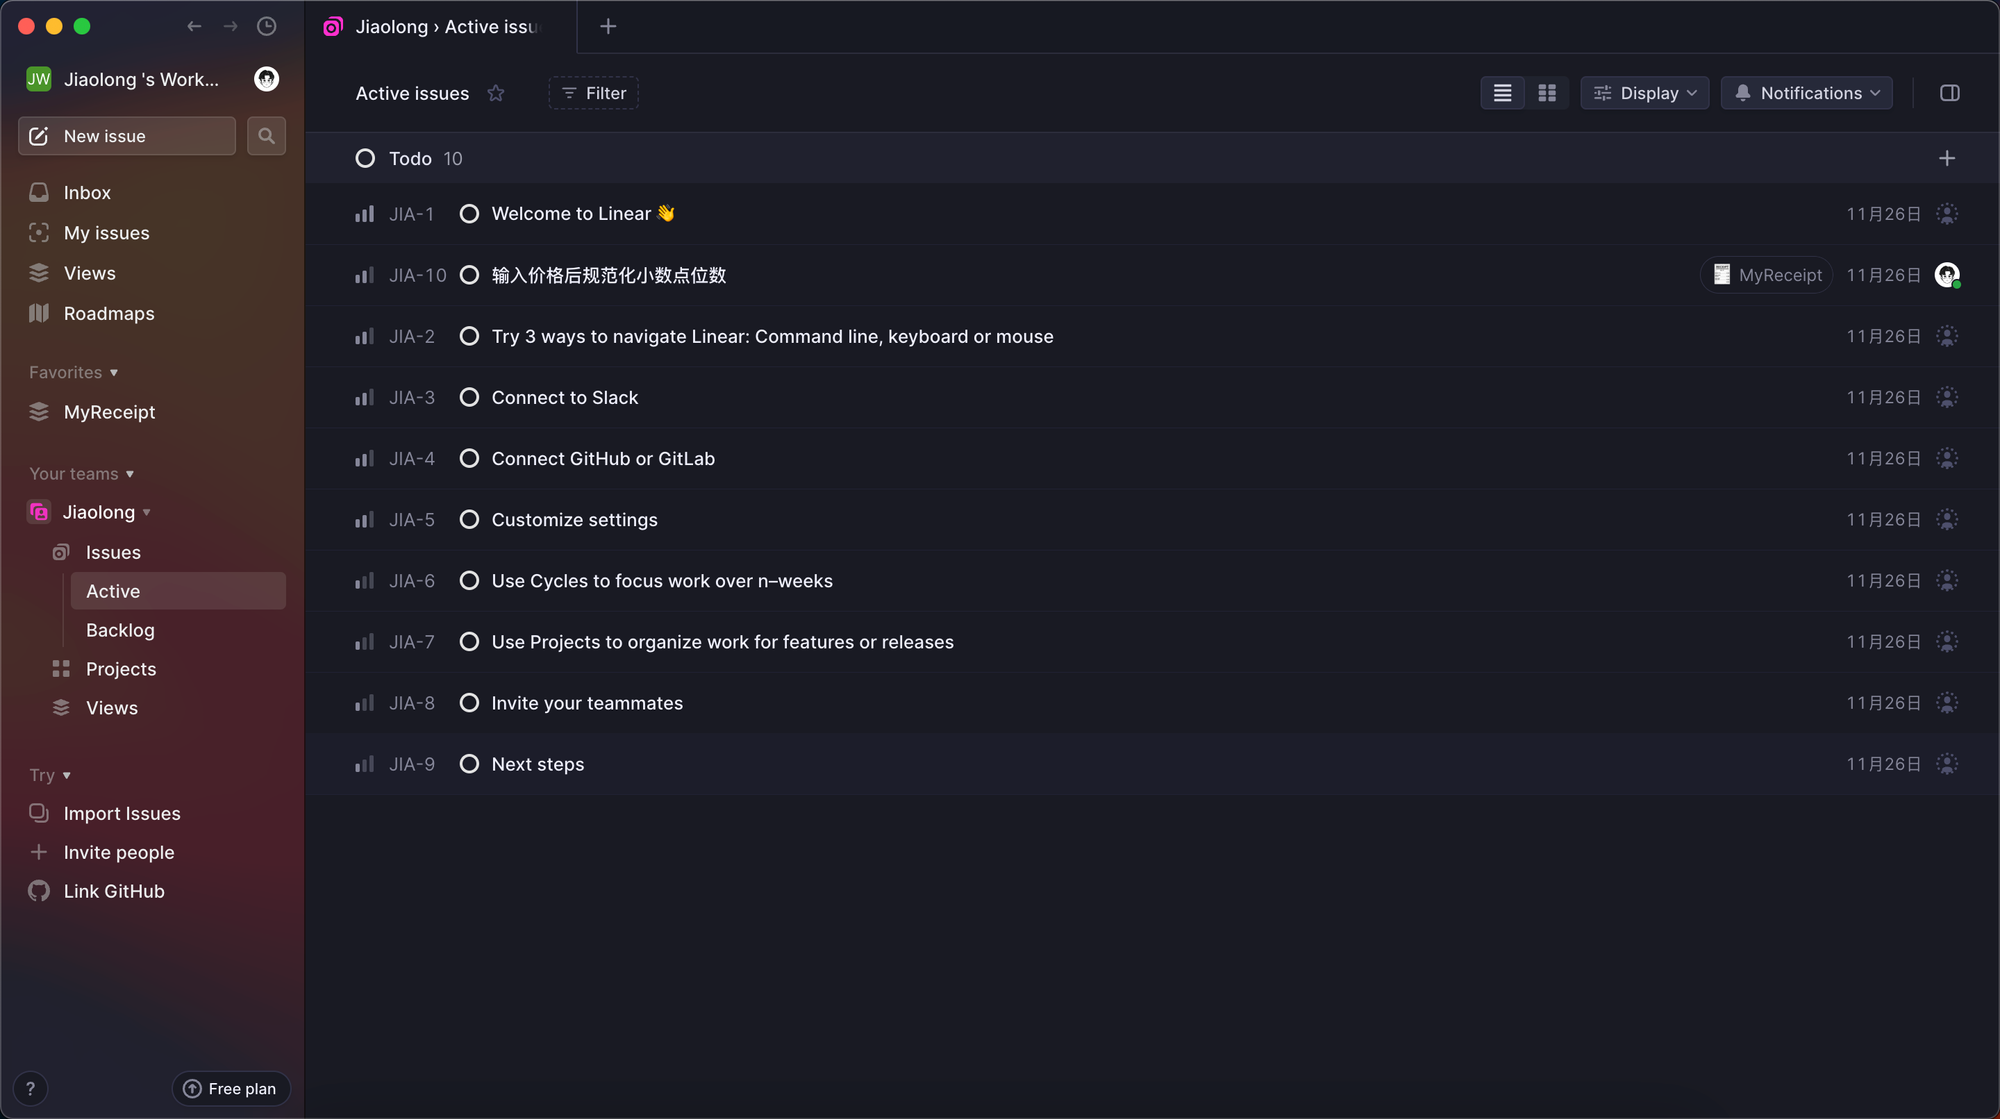 Jiaolong › Active issu
JW Jiaolong 's Work...
New issue
Inbox
My issues
Views
Roadmaps
Favorites
MyReceipt
Your teams
Jiaolong
Issues
Active
Backlog
Projects
Views
Try
Import Issues
Invite people
Link GitHub
? Free plan
Active issues Filter Display Notifications
Todo 10
JIA-1 Welcome to Linear 👋 11月26日
JIA-10 输入价格后规范化小数点位数 MyReceipt 11月26日
JIA-2 Try 3 ways to navigate Linear: Command line, keyboard or mouse 11月26日
JIA-3 Connect to Slack 11月26日
JIA-4 Connect GitHub or GitLab 11月26日
JIA-5 Customize settings 11月26日
JIA-6 Use Cycles to focus work over n–weeks 11月26日
JIA-7 Use Projects to organize work for features or releases 11月26日
JIA-8 Invite your teammates 11月26日
JIA-9 Next steps 11月26日